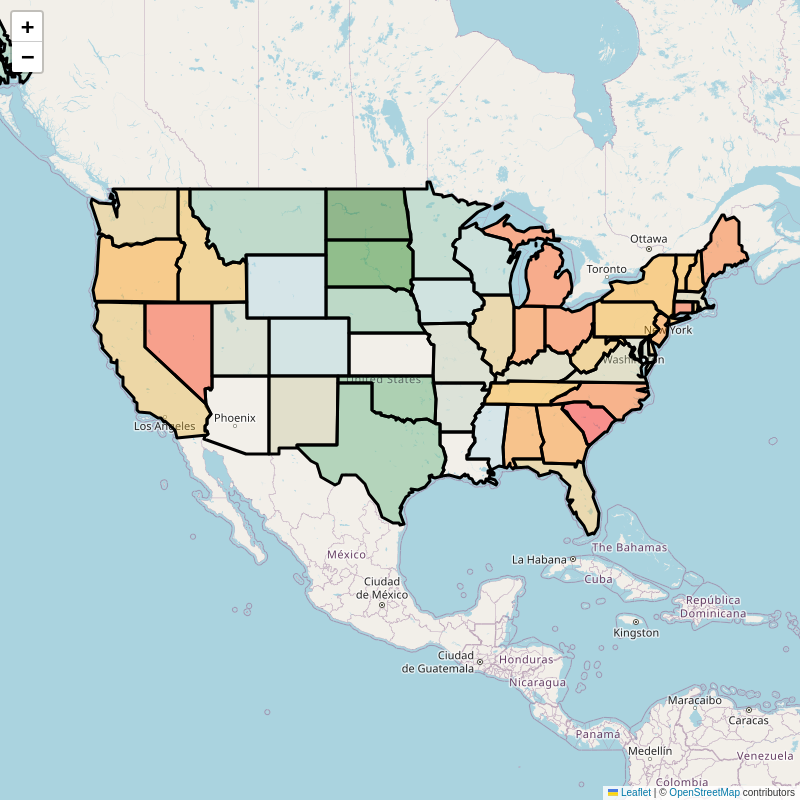 +
−
Ottawa
Toronto
New York
Washington
United States
Phoenix
Los Angeles
La Habana
The Bahamas
Cuba
México
Ciudad
de México
República
Dominicana
Kingston
Ciudad
de Guatemala
Honduras
Nicaragua
Maracaibo
Caracas
Panamá
Medellín
Venezuela
Colombia
Leaflet | © OpenStreetMap contributors